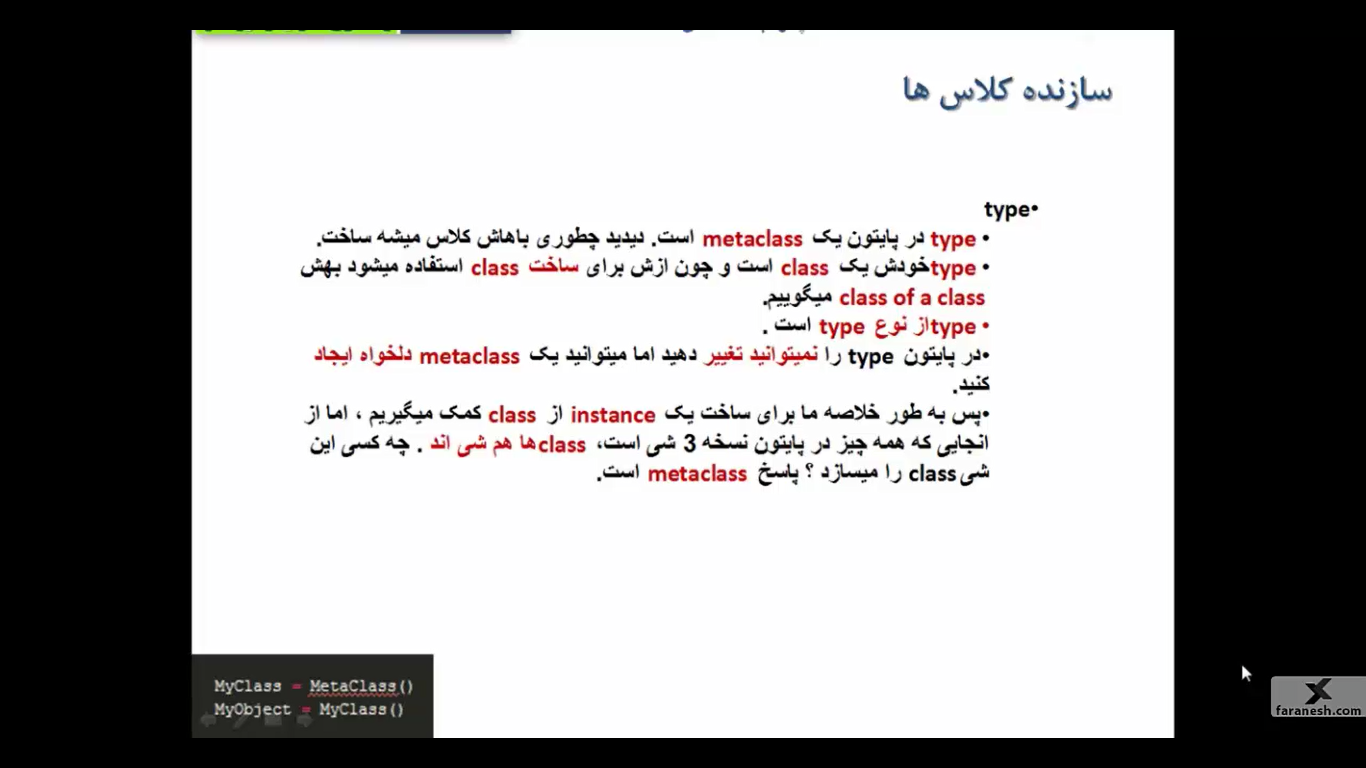 سازنده کلاس ها
•type
• type در پایتون یک metaclass است. دیدید چطوری باهاش کلاس میشه ساخت.
• typeخودش یک class است و چون ازش برای ساخت class استفاده میشود بهش
class of a class میگوییم.
• typeاز نوع type است .
•در پایتون type را نمیتوانید تغییر دهید اما میتوانید یک metaclass دلخواه ایجاد
کنید.
•پس به طور خلاصه ما برای ساخت یک instance از class کمک میگیریم ، اما از
انجایی که همه چیز در پایتون نسخه 3 شی است، classها هم شی اند . چه کسی این
شی class را میسازد ؟ پاسخ metaclass است.
MyClass = MetaClass()
MyObject = MyClass()
faranesh.com